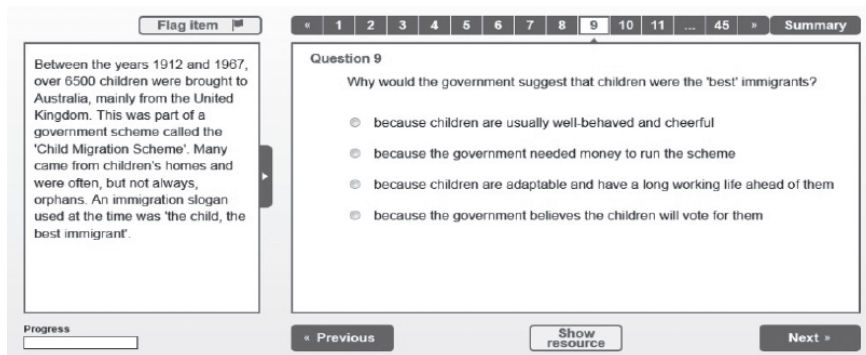 Flag item
« 1 2 3 4 5 6 7 8 9 10 11 ... 45 » Summary
Between the years 1912 and 1967,
over 6500 children were brought to
Australia, mainly from the United
Kingdom. This was part of a
government scheme called the
'Child Migration Scheme'. Many
came from children's homes and
were often, but not always,
orphans. An immigration slogan
used at the time was 'the child, the
best immigrant'.
Question 9
Why would the government suggest that children were the 'best' immigrants?
because children are usually well-behaved and cheerful
because the government needed money to run the scheme
because children are adaptable and have a long working life ahead of them
because the government believes the children will vote for them
Progress
« Previous
Show
resource
Next »